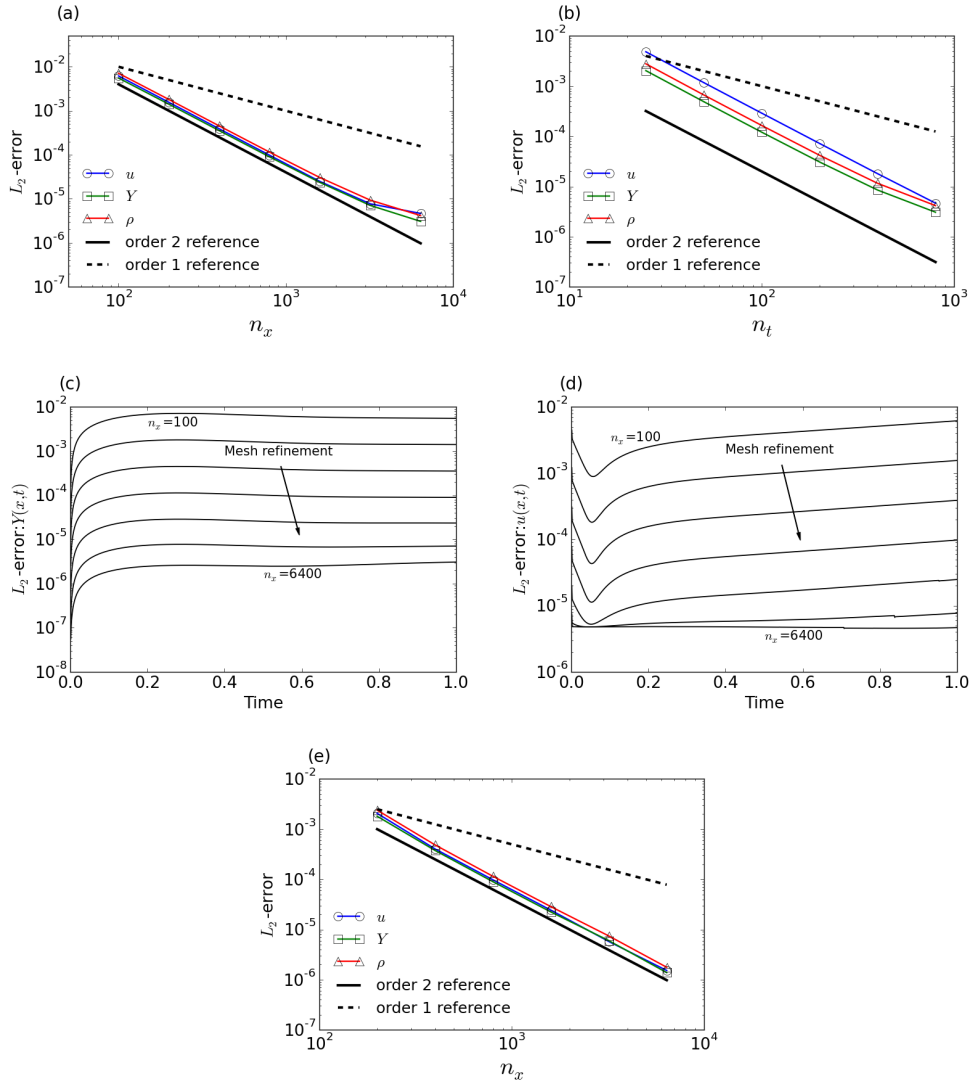 (a)
10^-2
10^-3
10^-4
10^-5
10^-6
10^-7
L_2-error
u
Y
ρ
order 2 reference
order 1 reference
10^2
10^3
10^4
n_x
(b)
10^-2
10^-3
10^-4
10^-5
10^-6
10^-7
L_2-error
u
Y
ρ
order 2 reference
order 1 reference
10^1
10^2
10^3
n_t
(c)
10^-2
10^-3
10^-4
10^-5
10^-6
10^-7
10^-8
L_2-error:Y(x,t)
n_x=100
Mesh refinement
n_x=6400
0.0
0.2
0.4
0.6
0.8
1.0
Time
(d)
10^-2
10^-3
10^-4
10^-5
10^-6
L_2-error:u(x,t)
n_x=100
Mesh refinement
n_x=6400
0.0
0.2
0.4
0.6
0.8
1.0
Time
(e)
10^-2
10^-3
10^-4
10^-5
10^-6
10^-7
L_2-error
u
Y
ρ
order 2 reference
order 1 reference
10^2
10^3
10^4
n_x